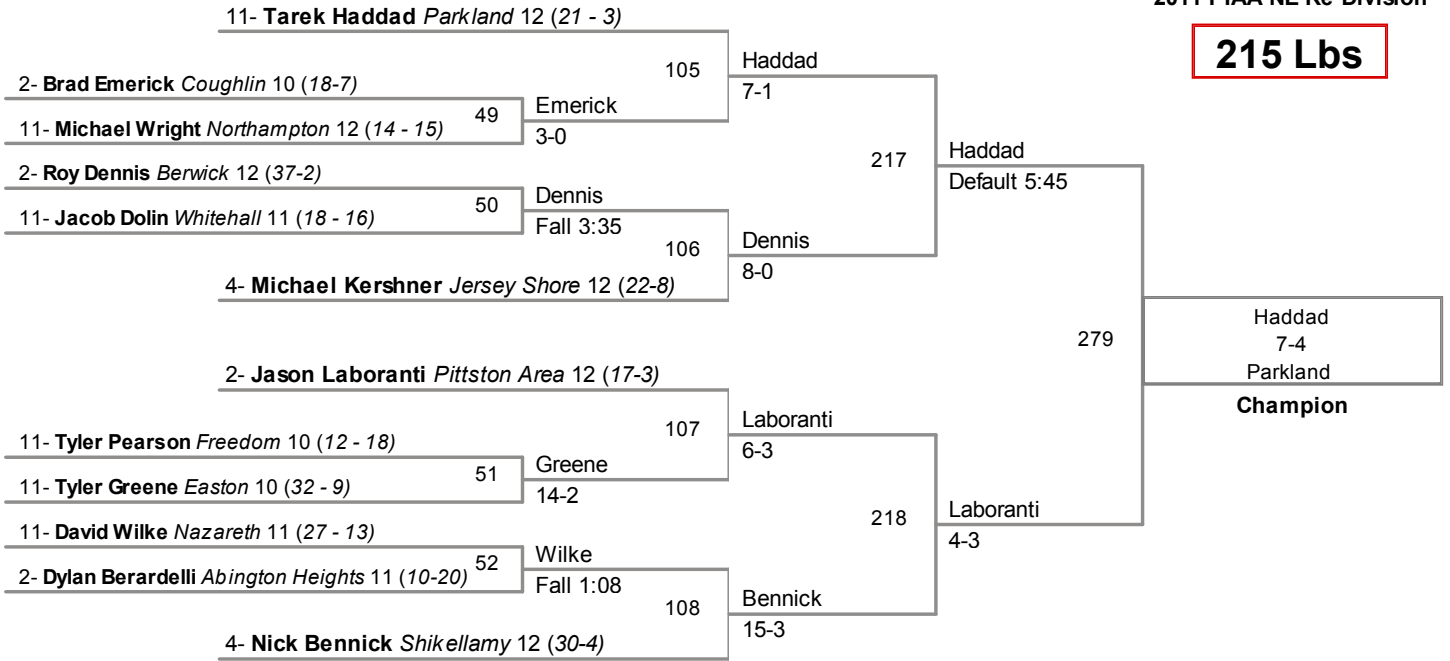 11- Tarek Haddad Parkland 12 (21 - 3)
215 Lbs
105
Haddad
7-1
2- Brad Emerick Coughlin 10 (18-7)
49
Emerick
3-0
11- Michael Wright Northampton 12 (14 - 15)
217
Haddad
Default 5:45
2- Roy Dennis Berwick 12 (37-2)
50
Dennis
Fall 3:35
11- Jacob Dolin Whitehall 11 (18 - 16)
106
Dennis
8-0
4- Michael Kershner Jersey Shore 12 (22-8)
279
Haddad
7-4
Parkland
Champion
2- Jason Laboranti Pittston Area 12 (17-3)
107
Laboranti
6-3
11- Tyler Pearson Freedom 10 (12 - 18)
51
Greene
14-2
11- Tyler Greene Easton 10 (32 - 9)
218
Laboranti
4-3
11- David Wilke Nazareth 11 (27 - 13)
52
Wilke
Fall 1:08
2- Dylan Berardelli Abington Heights 11 (10-20)
108
Bennick
15-3
4- Nick Bennick Shikellamy 12 (30-4)